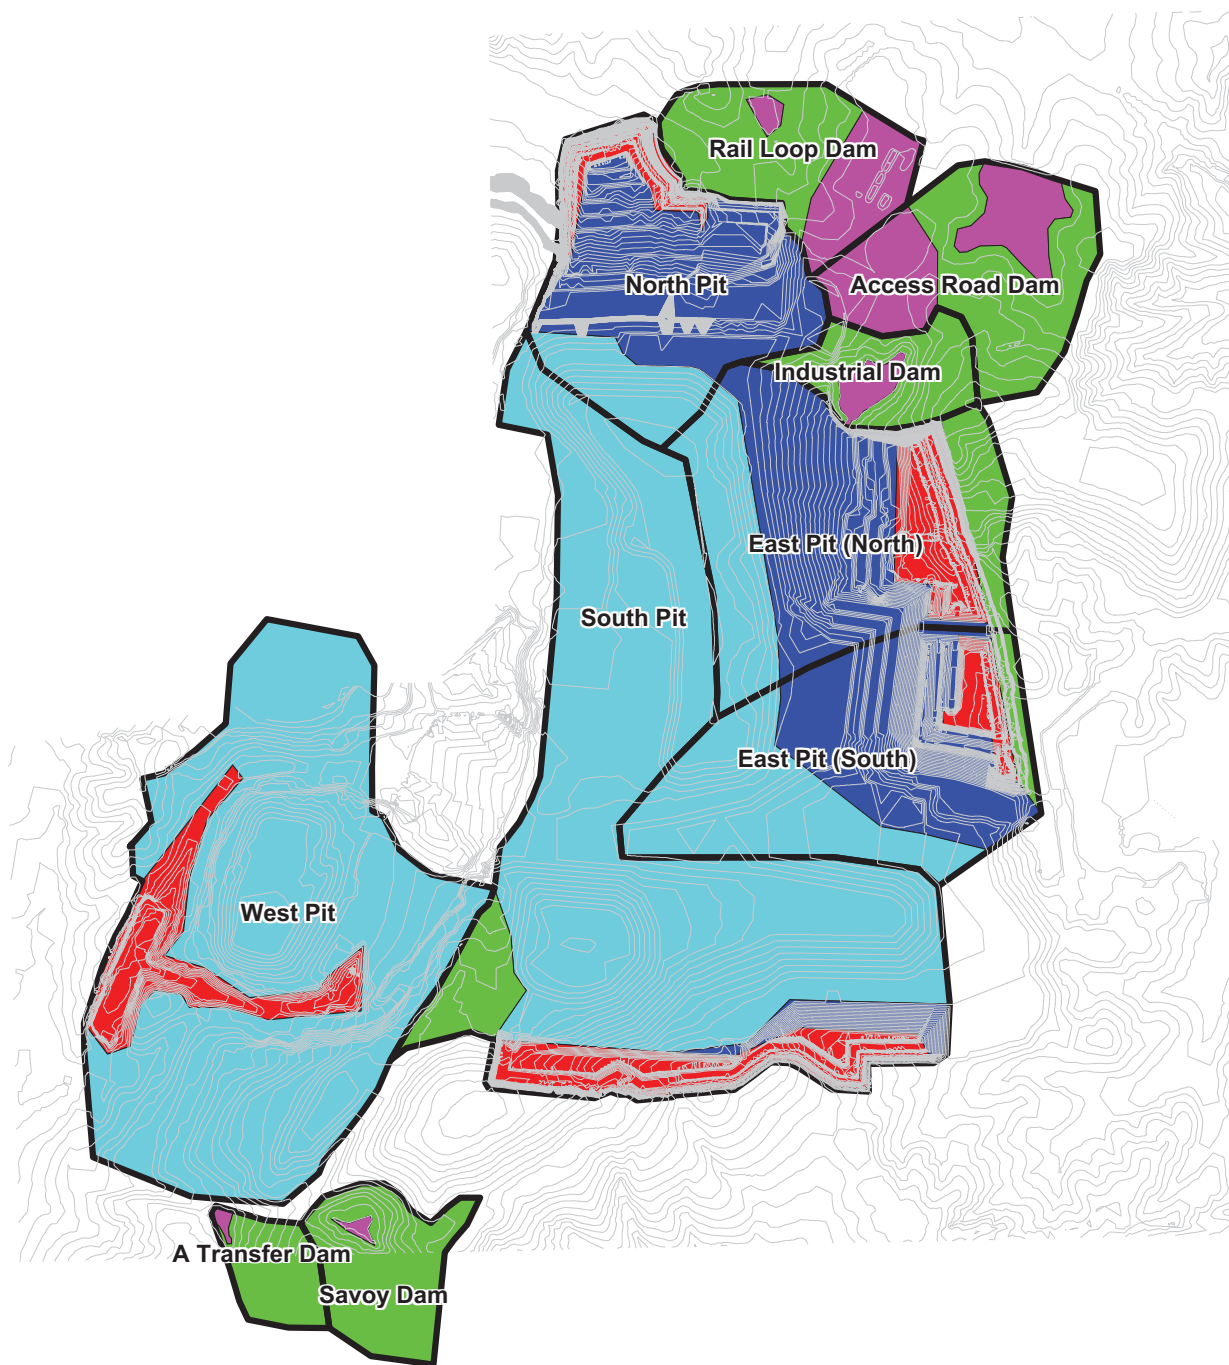 Rail Loop Dam
North Pit
Access Road Dam
Industrial Dam
East Pit (North)
South Pit
East Pit (South)
West Pit
A Transfer Dam
Savoy Dam